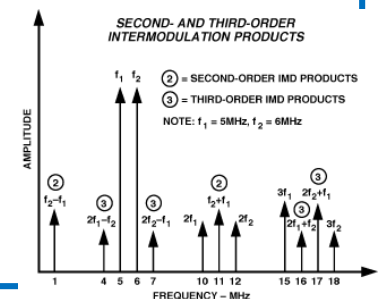 SECOND- AND THIRD-ORDER
INTERMODULATION PRODUCTS
f1 f2
2 = SECOND-ORDER IMD PRODUCTS
3 = THIRD-ORDER IMD PRODUCTS
NOTE: f1 = 5MHz, f2 = 6MHz
AMPLITUDE
2
f2–f1
3
2f1–f2
3
2f2–f1
2
f2+f1
2f1
2f2
3f1
3
2f2+f1
3
2f1+f2
3f2
1 4 5 6 7 10 11 12 15 16 17 18
FREQUENCY – MHz